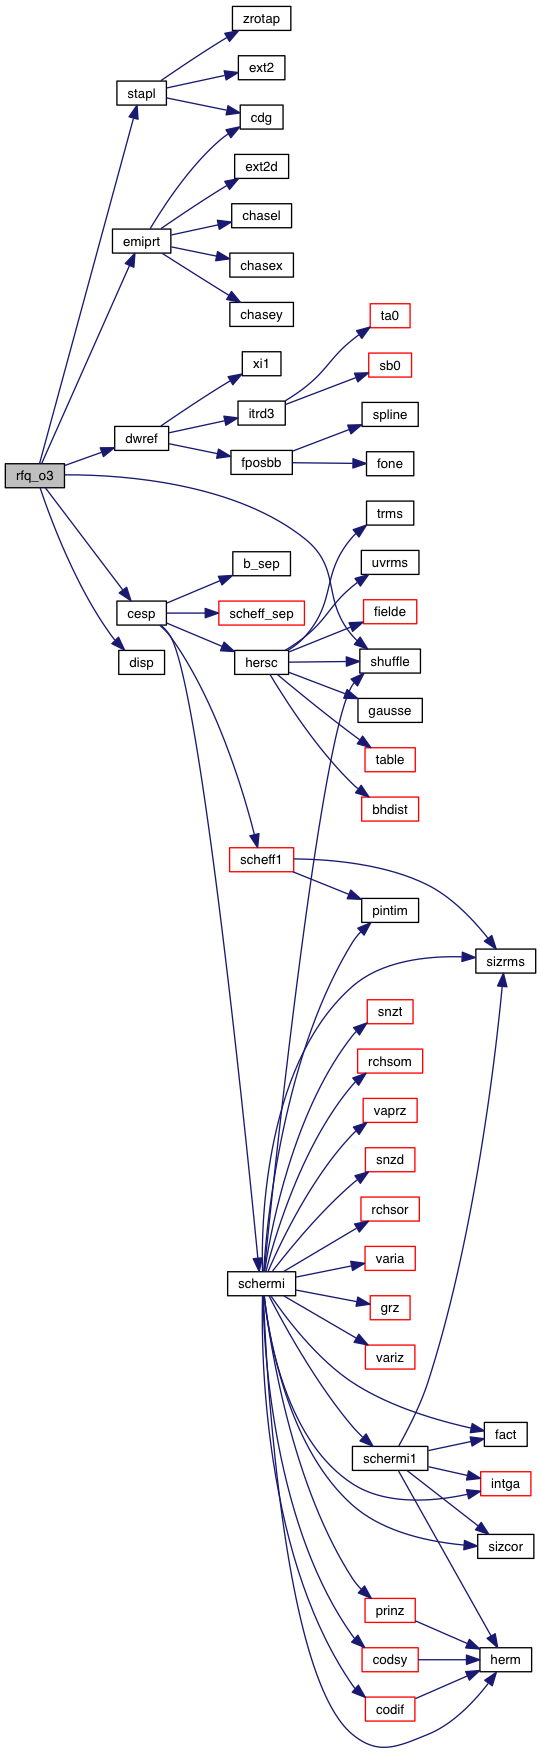 zrotap
ext2
stapl
cdg
ext2d
chasel
emiprt
chasex
chasey
ta0
xi1
sb0
itrd3
spline
dwref
fposbb
fone
rfq_o3
trms
b_sep
uvrms
cesp
scheff_sep
fielde
disp
hersc
shuffle
gausse
table
bhdist
scheff1
pintim
sizrms
snzt
rchsom
vaprz
snzd
rchsor
varia
schermi
grz
variz
fact
schermi1
intga
sizcor
prinz
codsy
herm
codif